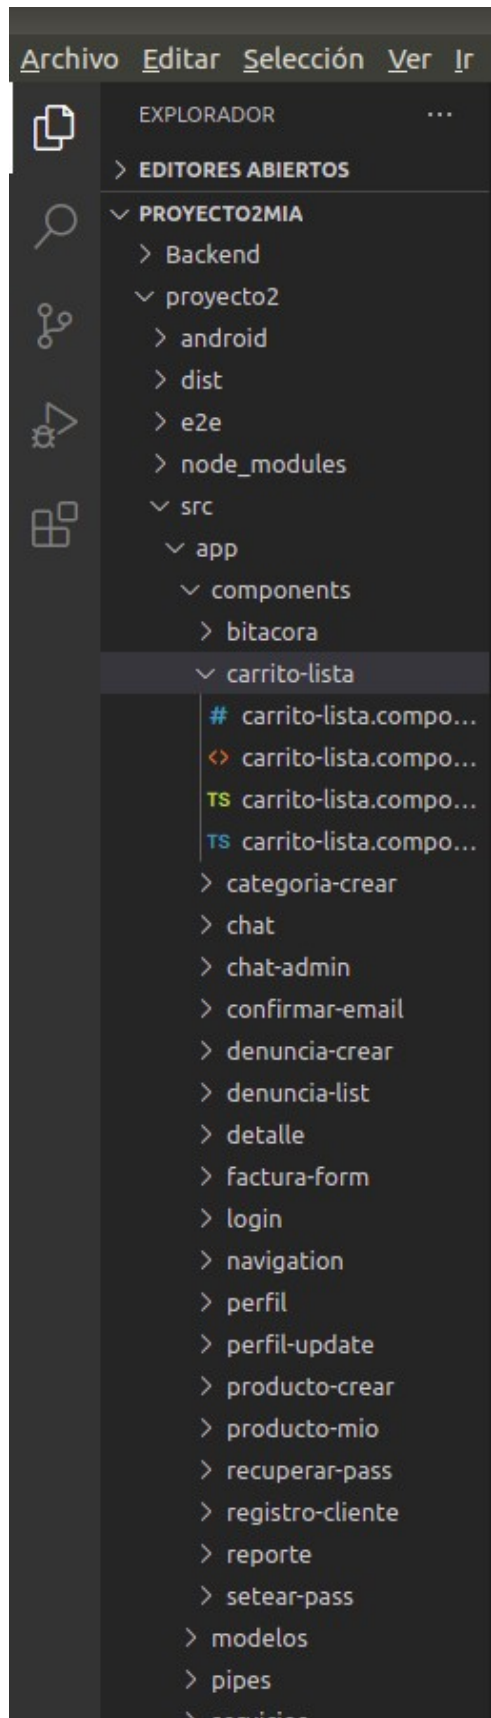 Archivo Editar Selección Ver Ir
EXPLORADOR ...
EDITORES ABIERTOS
PROYECTO2MIA
Backend
proyecto2
android
dist
e2e
node_modules
src
app
components
bitacora
carrito-lista
# carrito-lista.compo...
<> carrito-lista.compo...
TS carrito-lista.compo...
TS carrito-lista.compo...
categoria-crear
chat
chat-admin
confirmar-email
denuncia-crear
denuncia-list
detalle
factura-form
login
navigation
perfil
perfil-update
producto-crear
producto-mio
recuperar-pass
registro-cliente
reporte
setear-pass
modelos
pipes